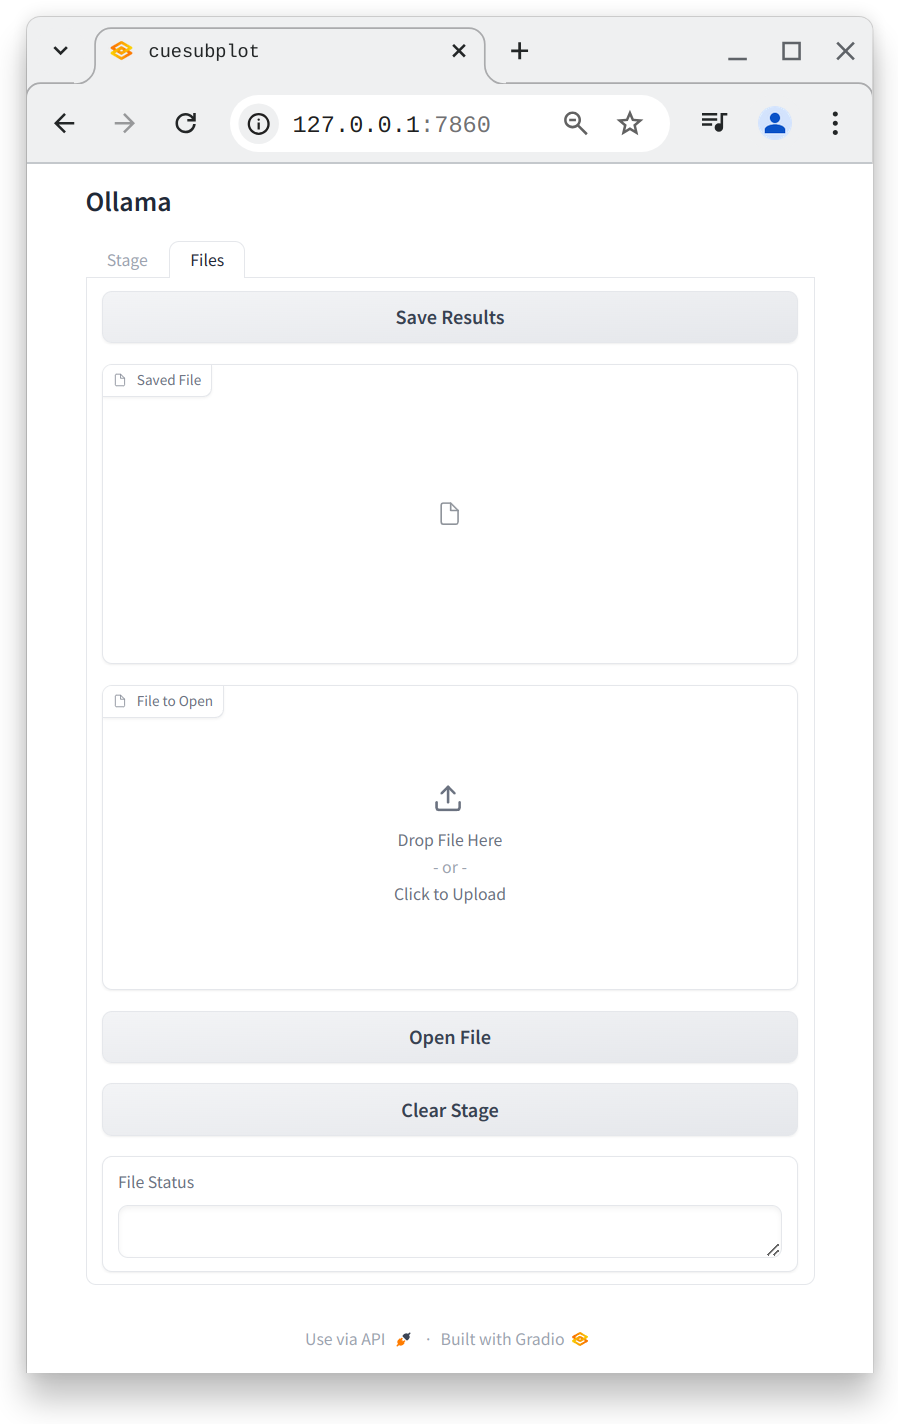 cuesubplot
127.0.0.1:7860
Ollama
Stage Files
Save Results
Saved File
File to Open
Drop File Here
- or -
Click to Upload
Open File
Clear Stage
File Status
Use via API · Built with Gradio